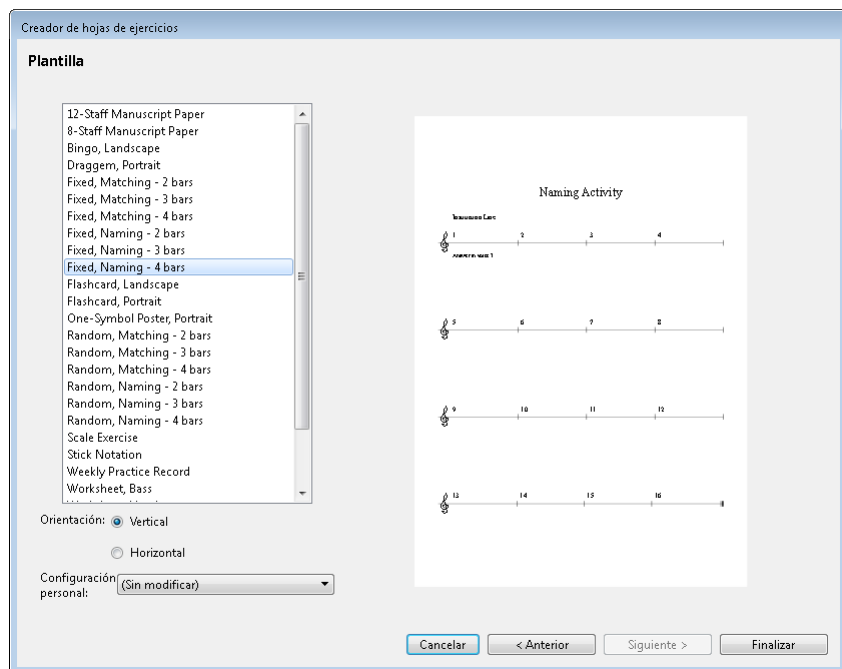 Creador de hojas de ejercicios
Plantilla
12-Staff Manuscript Paper
8-Staff Manuscript Paper
Bingo, Landscape
Draggem, Portrait
Fixed, Matching - 2 bars
Fixed, Matching - 3 bars
Fixed, Matching - 4 bars
Fixed, Naming - 2 bars
Fixed, Naming - 3 bars
Fixed, Naming - 4 bars
Flashcard, Landscape
Flashcard, Portrait
One-Symbol Poster, Portrait
Random, Matching - 2 bars
Random, Matching - 3 bars
Random, Matching - 4 bars
Random, Naming - 2 bars
Random, Naming - 3 bars
Random, Naming - 4 bars
Scale Exercise
Stick Notation
Weekly Practice Record
Worksheet, Bass
Orientación: Vertical
Horizontal
Configuración
personal: (Sin modificar)
Naming Activity
1 2 3 4
5 6 7 8
9 10 11 12
13 14 15 16
Cancelar < Anterior Siguiente > Finalizar